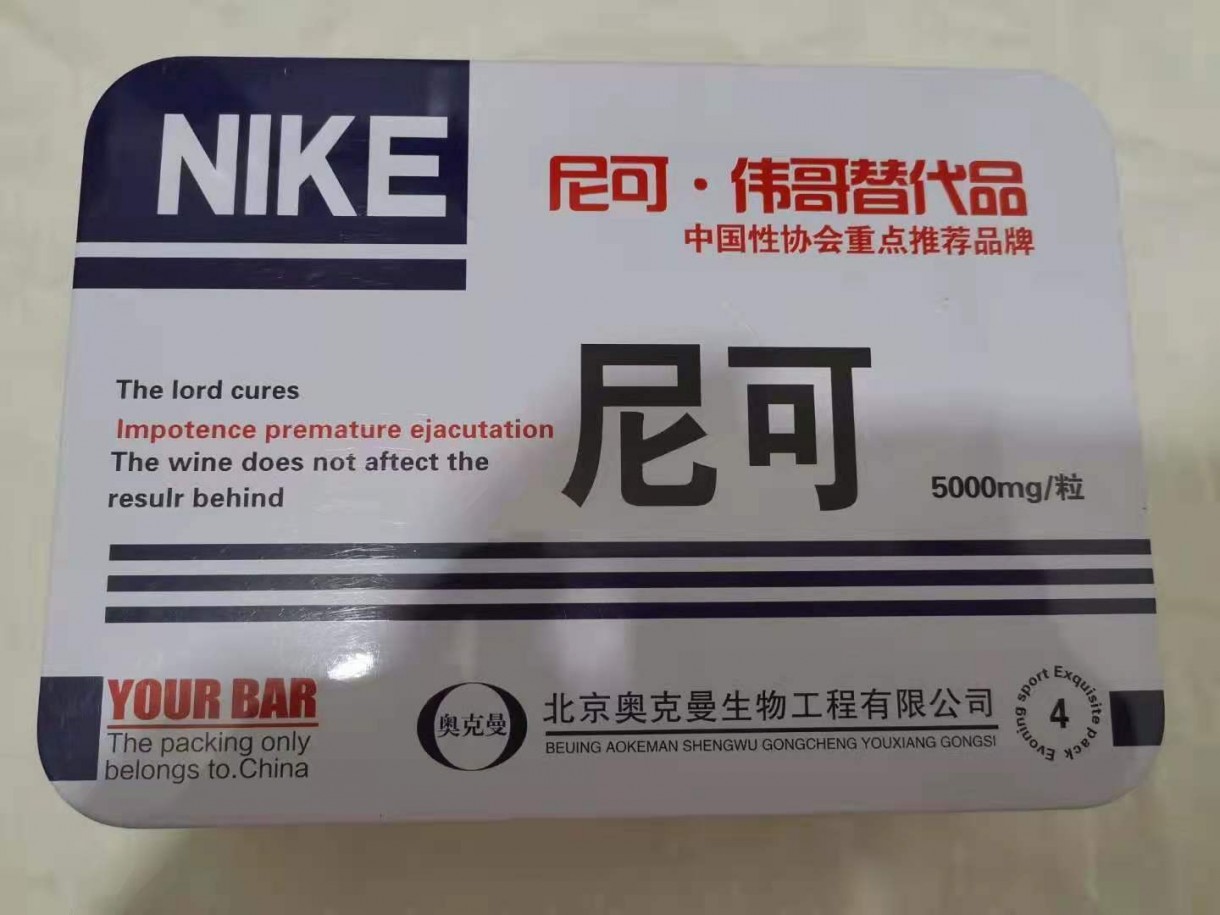 NIKE
尼可·伟哥替代品
中国性协会重点推荐品牌
The lord cures
Impotence premature ejacutation
The wine does not affect the
resulr behind
尼可
5000mg/粒
YOUR BAR
The packing only
belongs to.China
奥克曼
北京奥克曼生物工程有限公司
BEUING AOKEMAN SHENGWU GONGCHENG YOUXIANG GONGSI
Evoning sport Exquisite pack
4